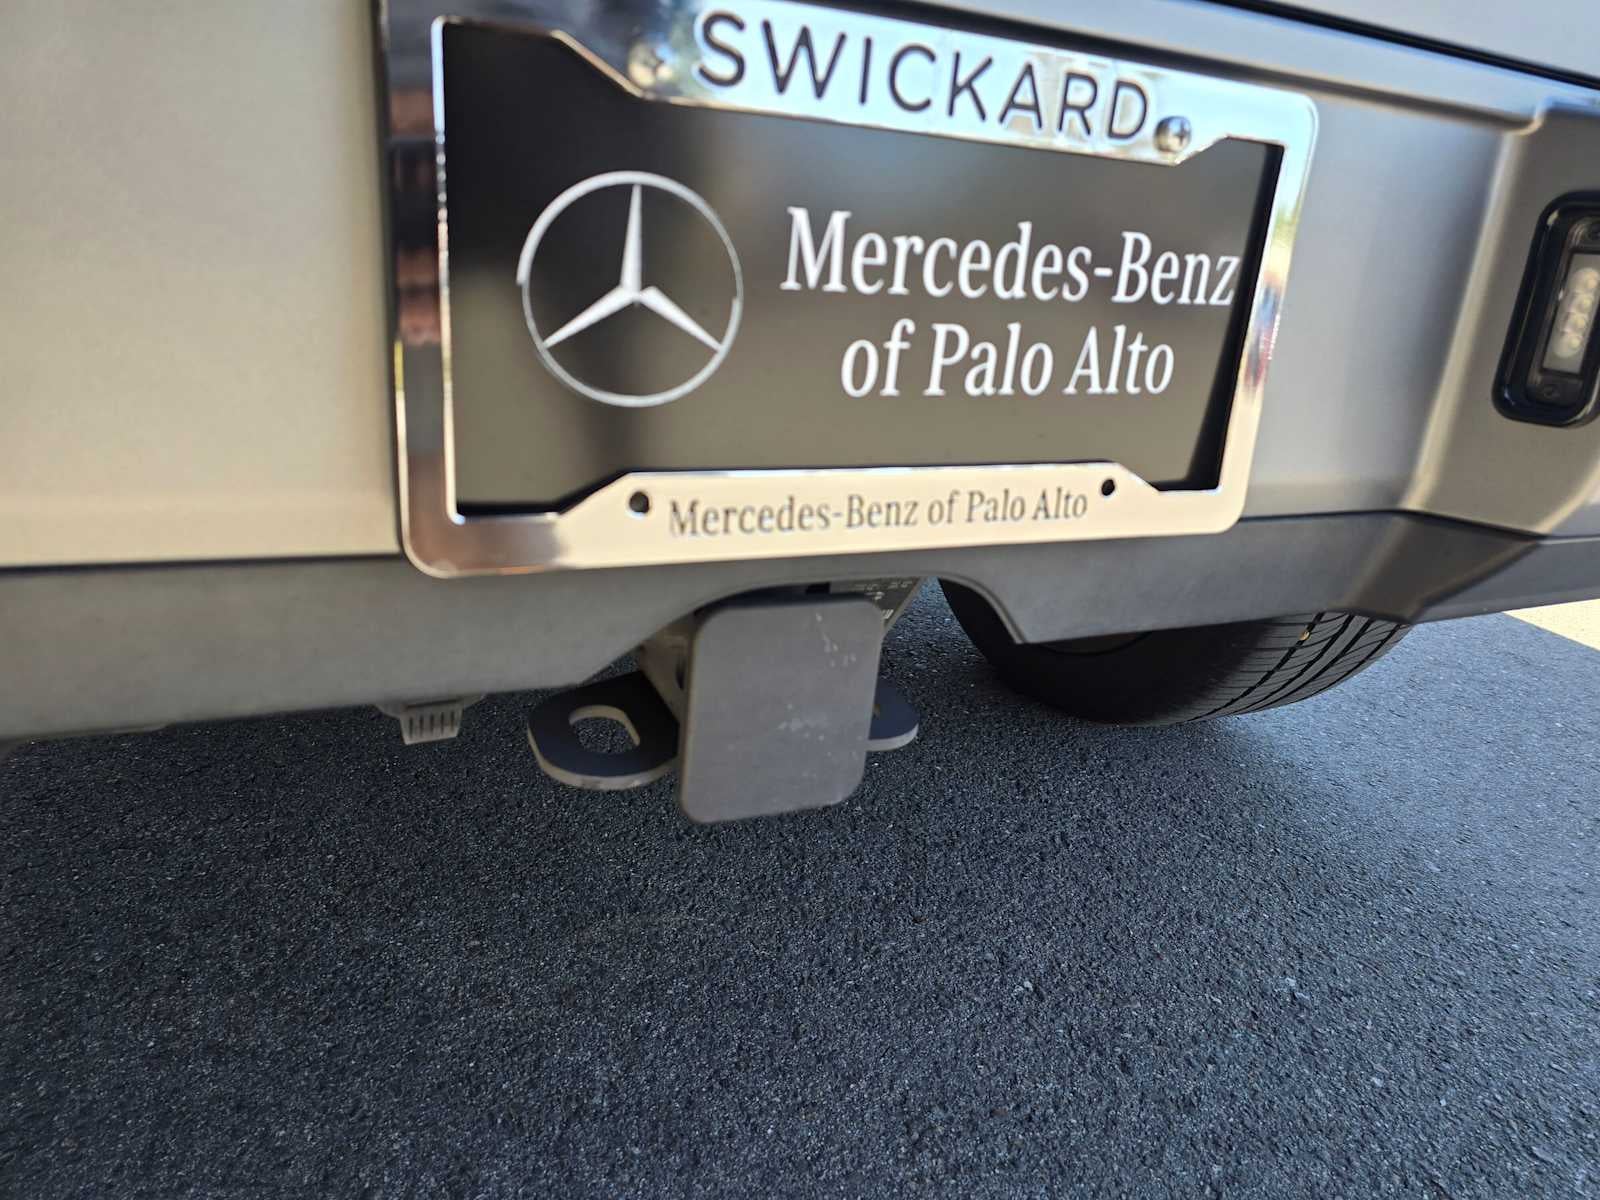 SWICKARD
Mercedes-Benz
of Palo Alto
Mercedes-Benz of Palo Alto